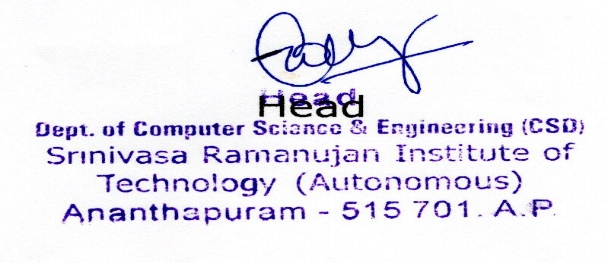 Head
Head
Dept. of Computer Science & Engineering (CSD)
Srinivasa Ramanujan Institute of
Technology (Autonomous)
Ananthapuram - 515 701. A.P.